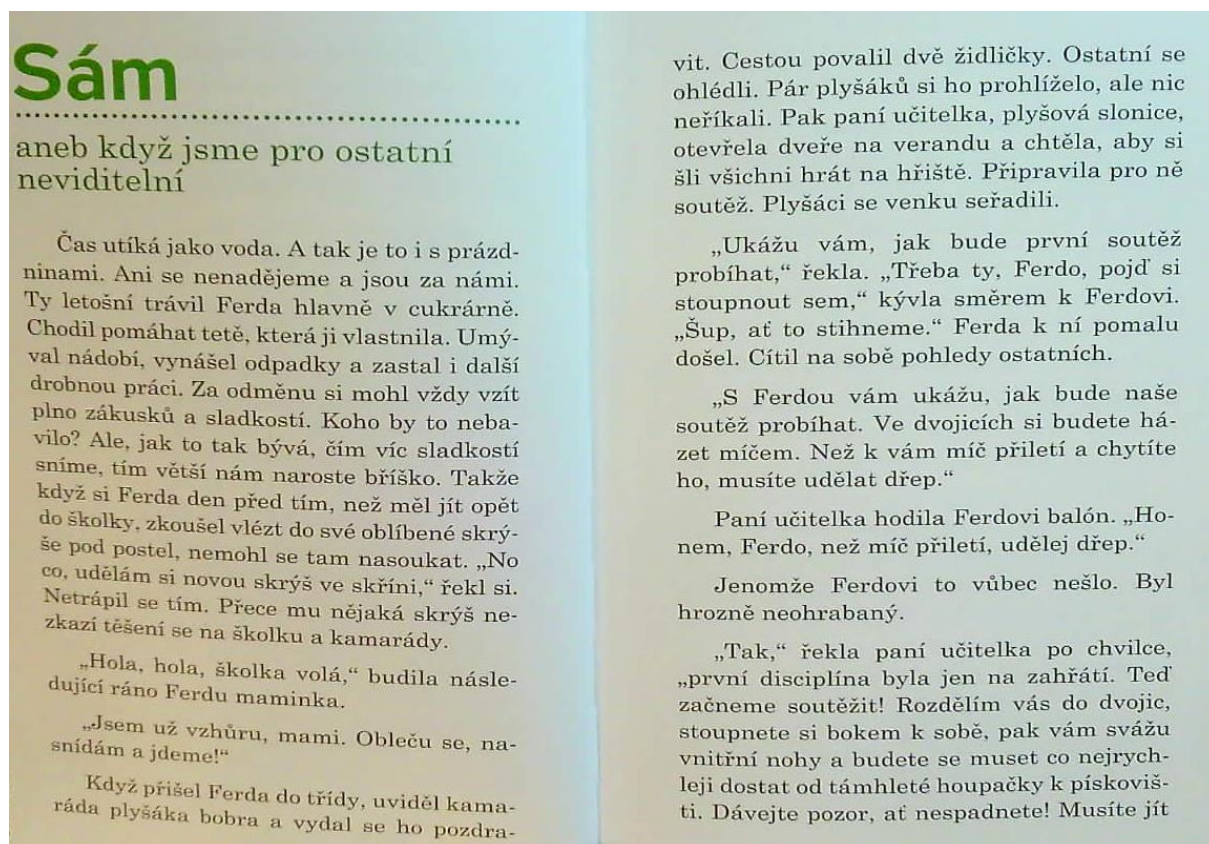 Sám
aneb když jsme pro ostatní
neviditelní
Čas utíká jako voda. A tak je to i s prázd-
ninami. Ani se nenadějeme a jsou za námi.
Ty letošní trávil Ferda hlavně v cukrárně.
Chodil pomáhat tetě, která ji vlastnila. Umý-
val nádobí, vynášel odpadky a zastal i další
drobnou práci. Za odměnu si mohl vždy vzít
plno zákusků a sladkostí. Koho by to neba-
vilo? Ale, jak to tak bývá, čím víc sladkostí
sníme, tím větší nám naroste bříško. Takže
když si Ferda den před tím, než měl jít opět
do školky, zkoušel vlézt do své oblíbené skrý-
še pod postel, nemohl se tam nasoukat. „No
co, udělám si novou skrýš ve skříni,“ řekl si.
Netrápil se tím. Přece mu nějaká skrýš ne-
zkazí těšení se na školku a kamarády.
„Hola, hola, školka volá,“ budila násle-
dující ráno Ferdu maminka.
„Jsem už vzhůru, mami. Obleču se, na-
snídám a jdeme!“
Když přišel Ferda do třídy, uviděl kama-
ráda plyšáka bobra a vydal se ho pozdra-
vit. Cestou povalil dvě židličky. Ostatní se
ohlédli. Pár plyšáků si ho prohlíželo, ale nic
neříkali. Pak paní učitelka, plyšová slonice,
otevřela dveře na verandu a chtěla, aby si
šli všichni hrát na hřiště. Připravila pro ně
soutěž. Plyšáci se venku seřadili.
„Ukážu vám, jak bude první soutěž
probíhat,“ řekla. „Třeba ty, Ferdo, pojď si
stoupnout sem,“ kývla směrem k Ferdovi.
„Šup, ať to stihneme.“ Ferda k ní pomalu
došel. Cítil na sobě pohledy ostatních.
„S Ferdou vám ukážu, jak bude naše
soutěž probíhat. Ve dvojicích si budete há-
zet míčem. Než k vám míč přiletí a chytíte
ho, musíte udělat dřep.“
Paní učitelka hodila Ferdovi balón. „Ho-
nem, Ferdo, než míč přiletí, udělej dřep.“
Jenomže Ferdovi to vůbec nešlo. Byl
hrozně neohrabaný.
„Tak,“ řekla paní učitelka po chvilce,
„první disciplína byla jen na zahřátí. Teď
začneme soutěžit! Rozdělím vás do dvojic,
stoupnete si bokem k sobě, pak vám svážu
vnitřní nohy a budete se muset co nejrych-
leji dostat od támhleté houpačky k pískoviš-
ti. Dávejte pozor, ať nespadnete! Musíte jít